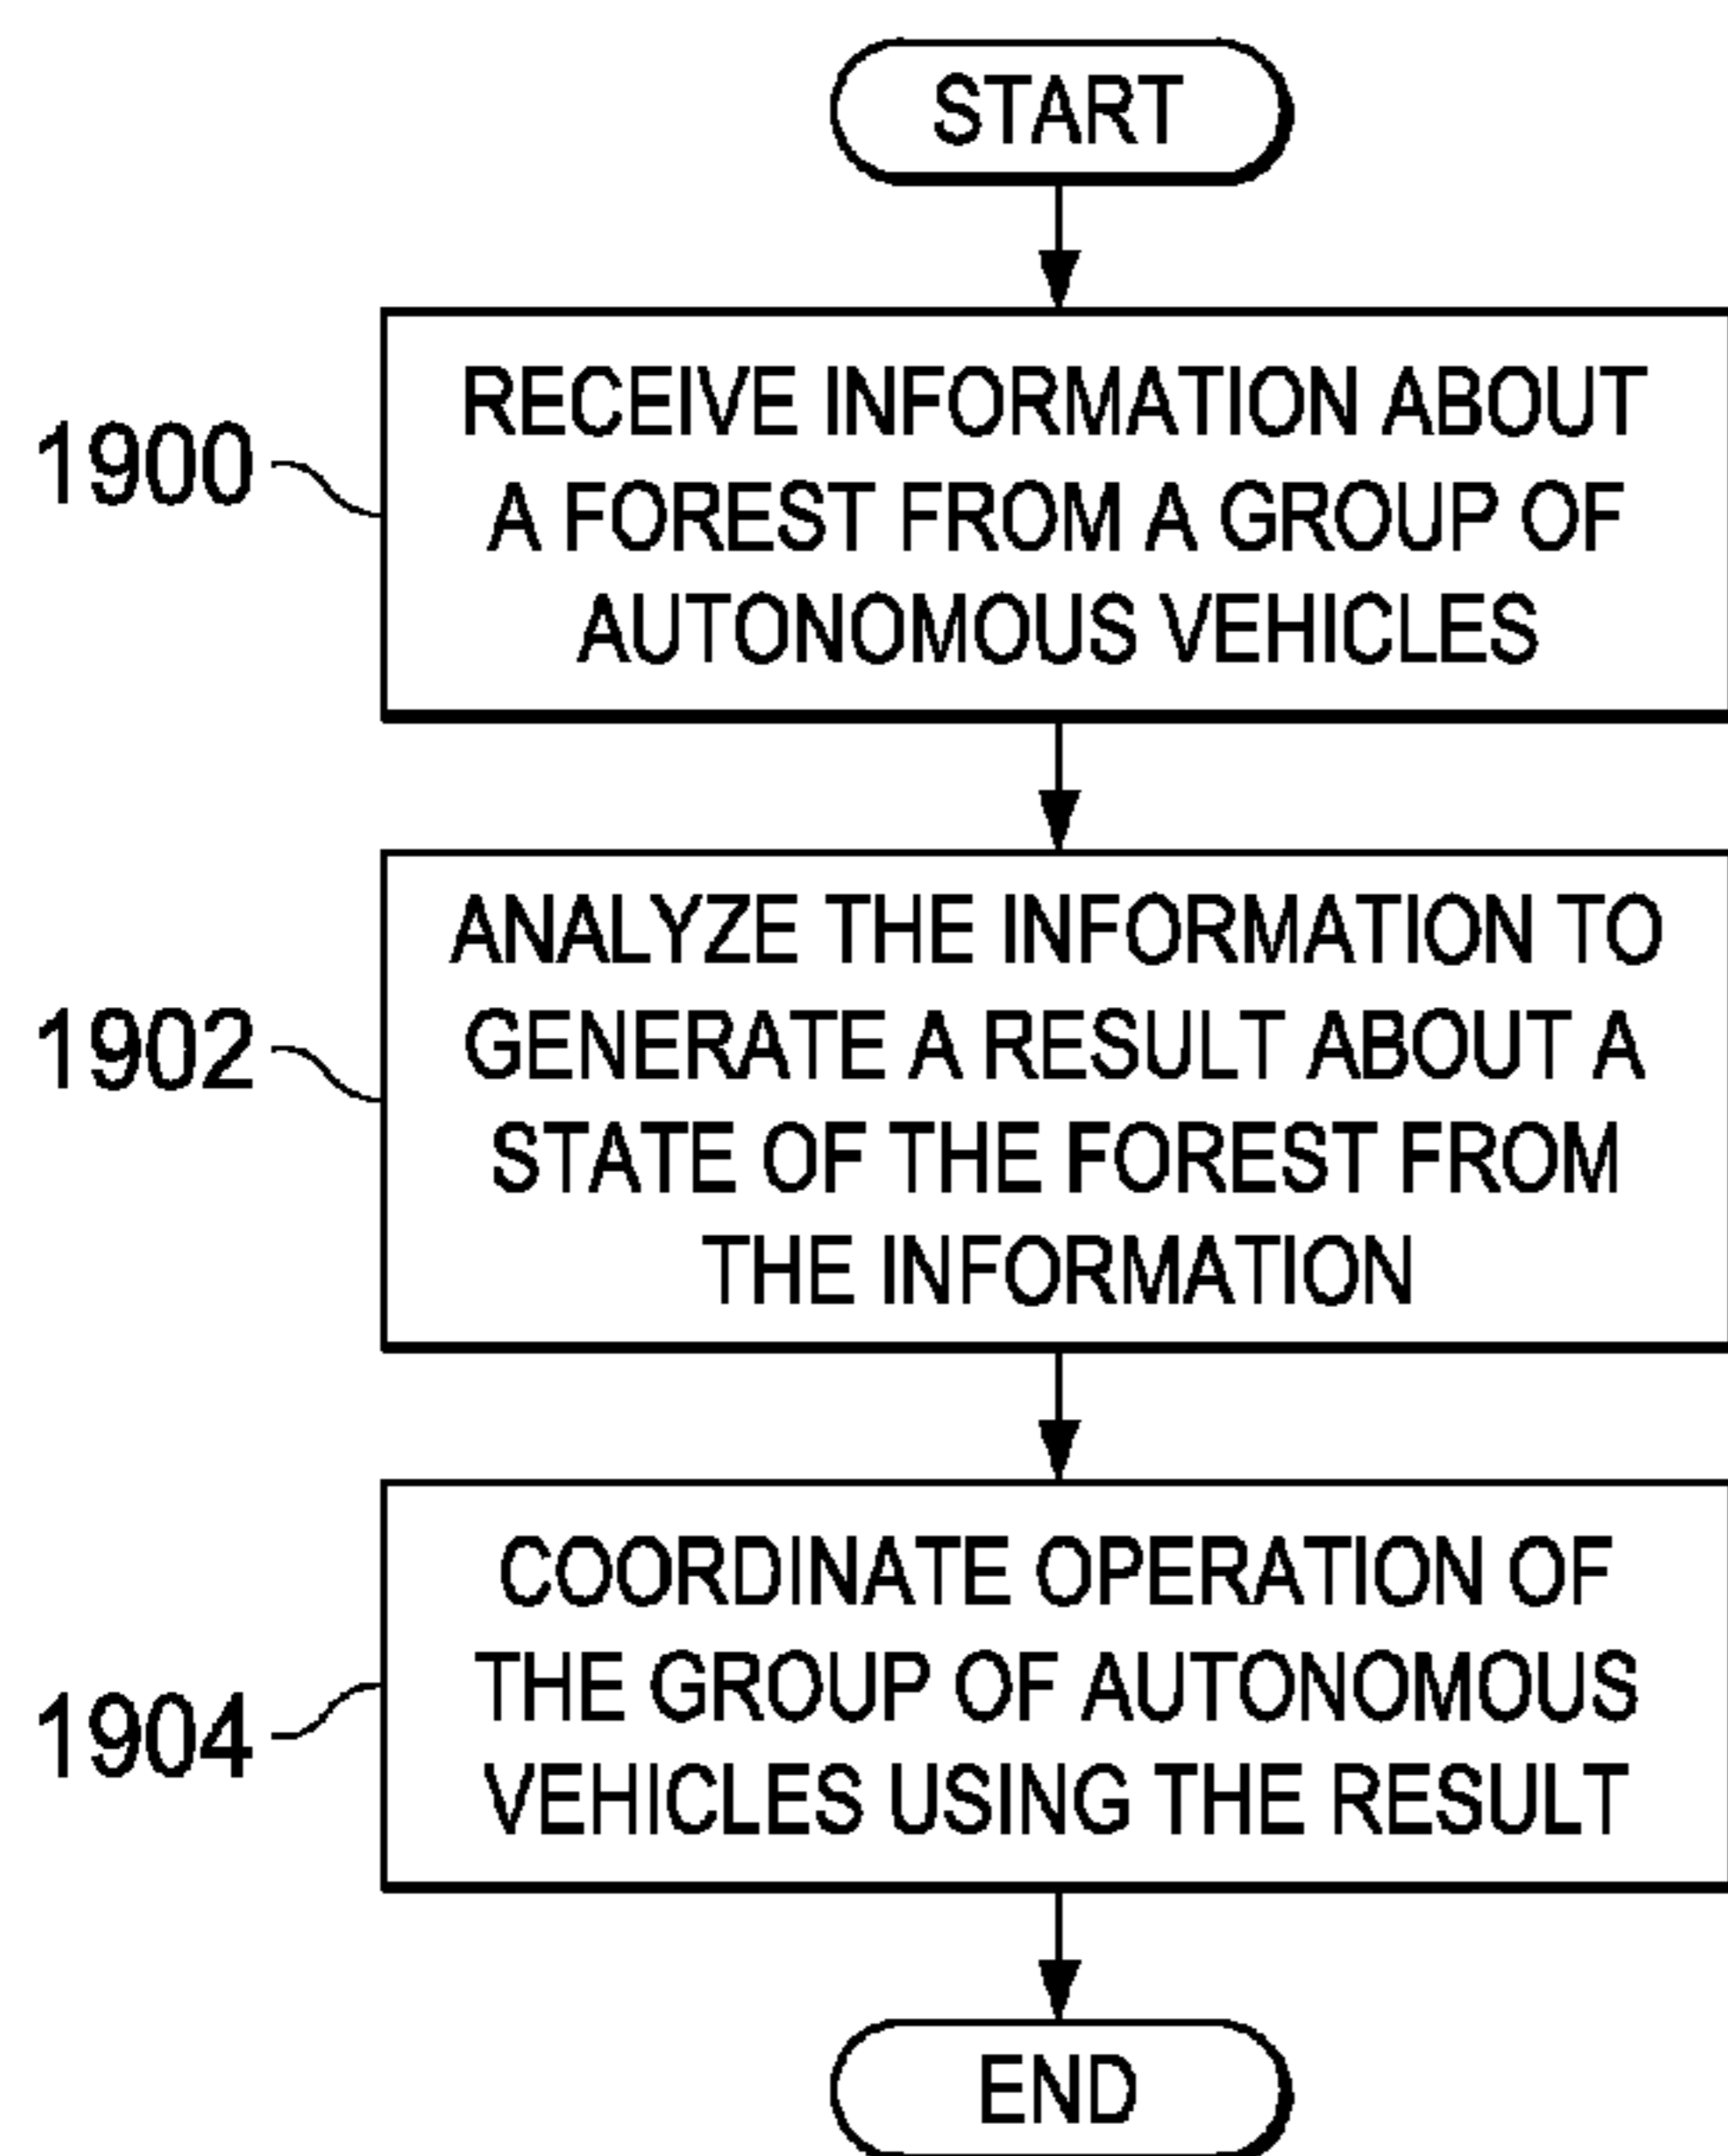 START
1900
RECEIVE INFORMATION ABOUT
A FOREST FROM A GROUP OF
AUTONOMOUS VEHICLES
1902
ANALYZE THE INFORMATION TO
GENERATE A RESULT ABOUT A
STATE OF THE FOREST FROM
THE INFORMATION
1904
COORDINATE OPERATION OF
THE GROUP OF AUTONOMOUS
VEHICLES USING THE RESULT
END